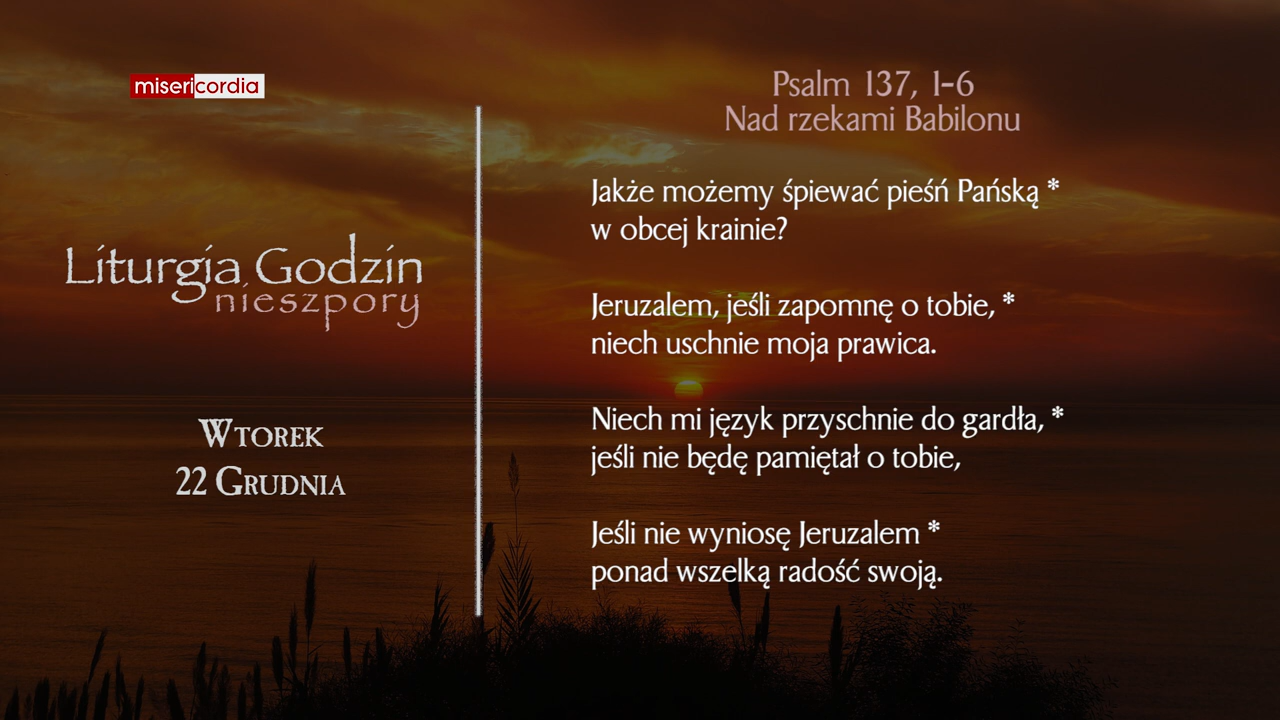 misericordia
Liturgia Godzin
nieszpory
Wtorek
22 Grudnia
Psalm 137, 1-6
Nad rzekami Babilonu
Jakże możemy śpiewać pieśń Pańską *
w obcej krainie?
Jeruzalem, jeśli zapomnę o tobie, *
niech uschnie moja prawica.
Niech mi język przyschnie do gardła, *
jeśli nie będę pamiętał o tobie,
Jeśli nie wyniosę Jeruzalem *
ponad wszelką radość swoją.